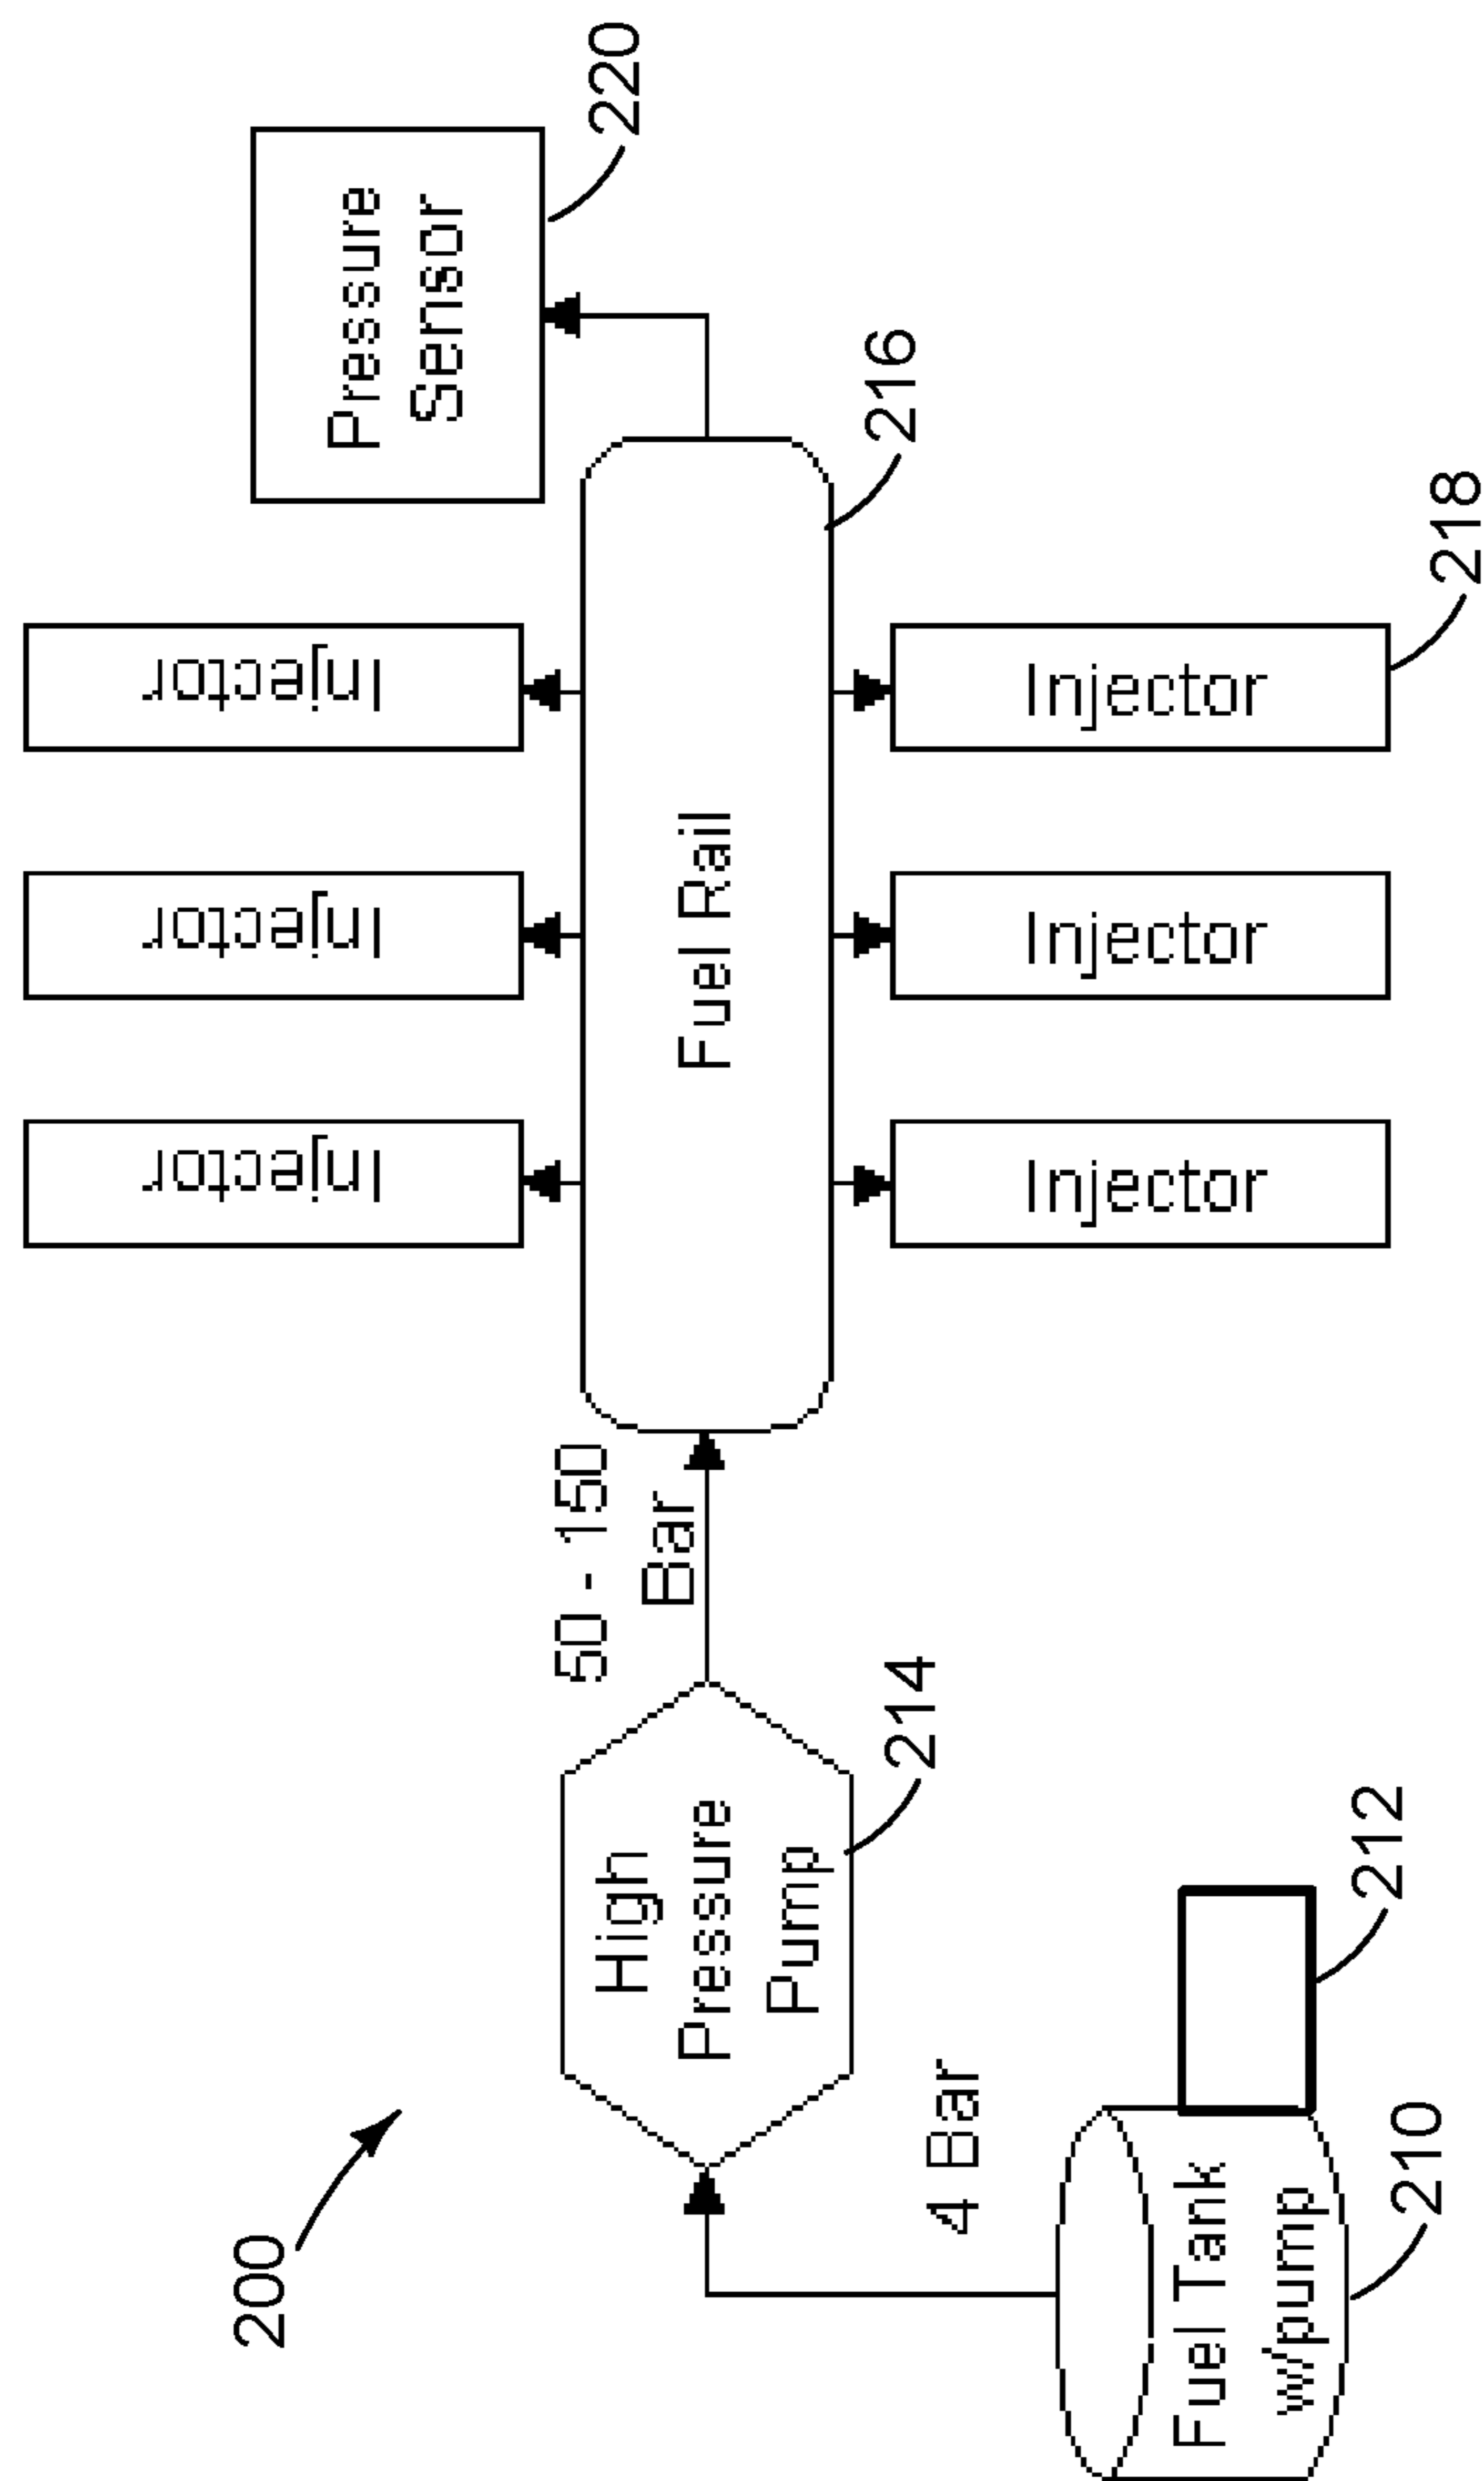 200
Fuel Tank
w/pump
210
212
4 Bar
High
Pressure
Pump
214
50 - 150
Bar
Fuel Rail
216
Injector
Injector
Injector
Injector
Injector
Injector
218
Pressure
Sensor
220